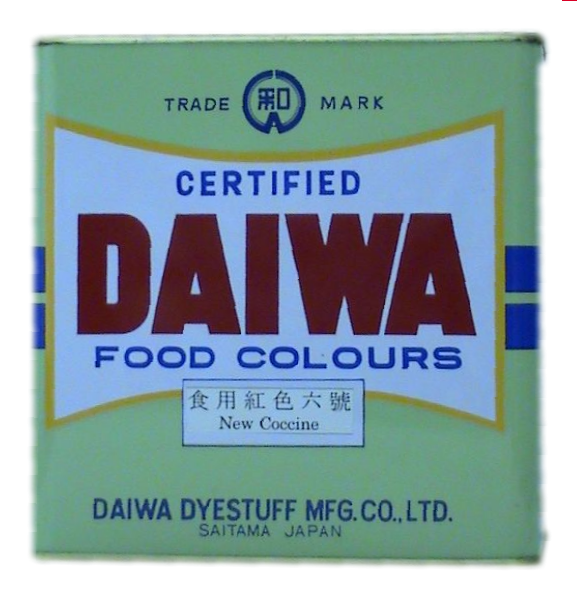 TRADE 和 MARK
CERTIFIED
DAIWA
FOOD COLOURS
食用紅色六號
New Coccine
DAIWA DYESTUFF MFG.CO.,LTD.
SAITAMA JAPAN